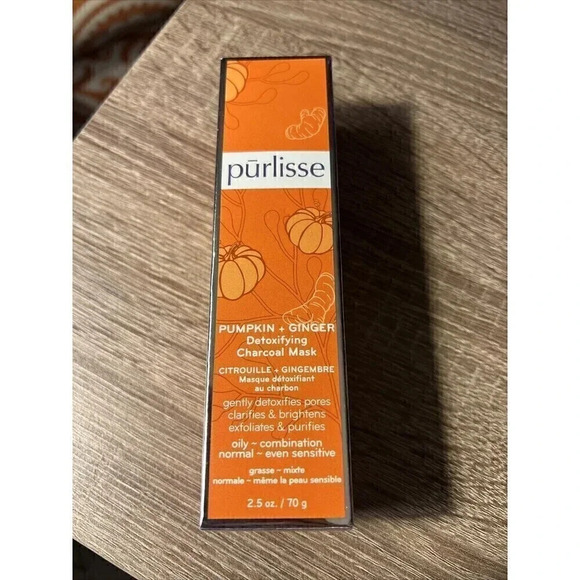 pūrlisse
PUMPKIN + GINGER
Detoxifying
Charcoal Mask
CITROUILLE + GINGEMBRE
Masque détoxifiant
au charbon
gently detoxifies pores
clarifies & brightens
exfoliates & purifies
oily ~ combination
normal ~ even sensitive
grasse ~ mixte
normale ~ même la peau sensible
2.5 oz. / 70 g